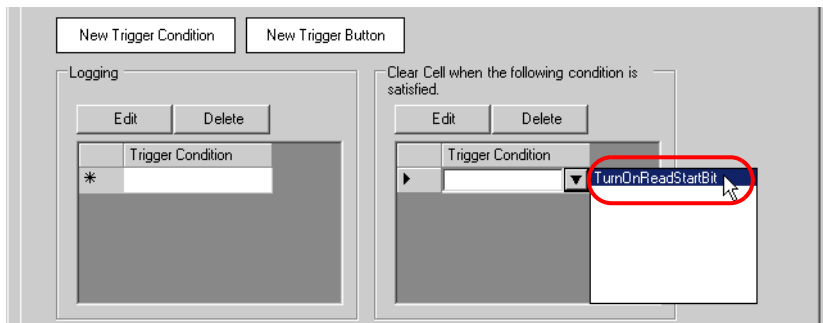 New Trigger Condition New Trigger Button
Logging
Clear Cell when the following condition is
satisfied.
Edit Delete
Edit Delete
Trigger Condition
Trigger Condition
TurnOnReadStartBit